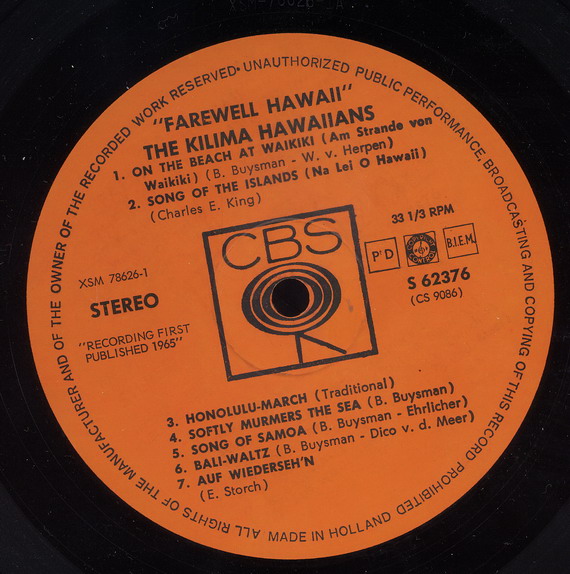 "FAREWELL HAWAII"
THE KILIMA HAWAIIANS
1. ON THE BEACH AT WAIKIKI (Am Strande von
Waikiki) (B. Buysman - W. v. Herpen)
2. SONG OF THE ISLANDS (Na Lei O Hawaii)
(Charles E. King)
CBS
33 1/3 RPM
P'D
B.I.E.M.
S 62376
(CS 9086)
XSM 78626-1
STEREO
"RECORDING FIRST
PUBLISHED 1965"
3. HONOLULU-MARCH (Traditional)
4. SOFTLY MURMERS THE SEA (B. Buysman)
5. SONG OF SAMOA (B. Buysman - Ehrlicher)
6. BALI-WALTZ (B. Buysman - Dico v. d. Meer)
7. AUF WIEDERSEH'N
(E. Storch)
ALL RIGHTS OF THE MANUFACTURER AND OF THE OWNER OF THE RECORDED WORK RESERVED• UNAUTHORIZED PUBLIC PERFORMANCE, BROADCASTING AND COPYING OF THIS RECORD PROHIBITED
MADE IN HOLLAND